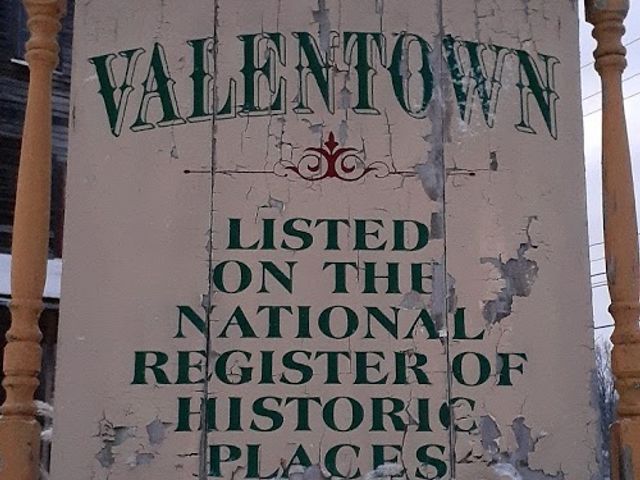 VALENTOWN
LISTED
ON THE
NATIONAL
REGISTER OF
HISTORIC
PLACES